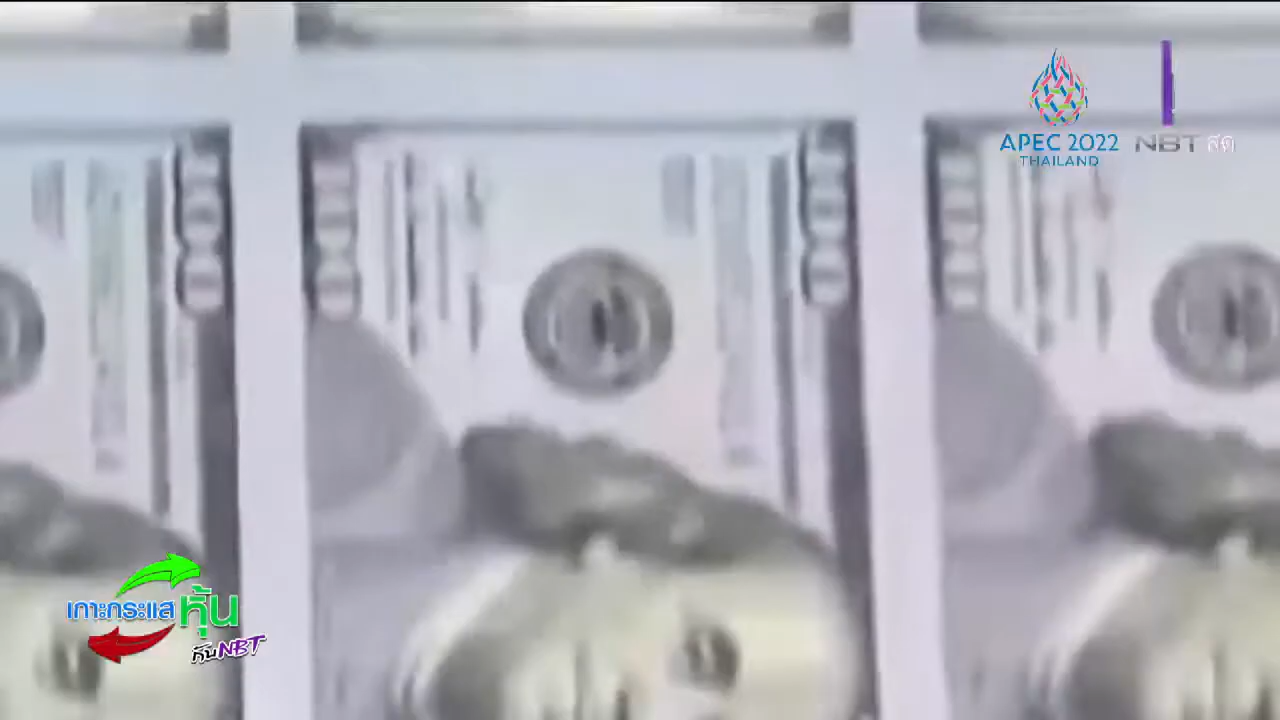 APEC 2022
THAILAND
NBT สด
เกาะกระแส
หุ้น
กับNBT